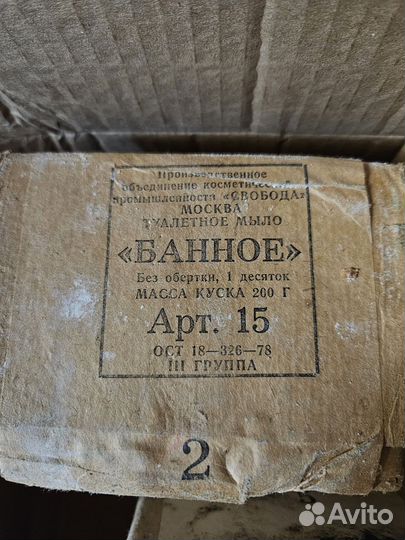 Производственное
объединение косметической
промышленности «СВОБОДА»
МОСКВА
ТУАЛЕТНОЕ МЫЛО
«БАННОЕ»
Без обертки, 1 десяток
МАССА КУСКА 200 Г
Арт. 15
ОСТ 18—326—78
III ГРУППА
2
Avito